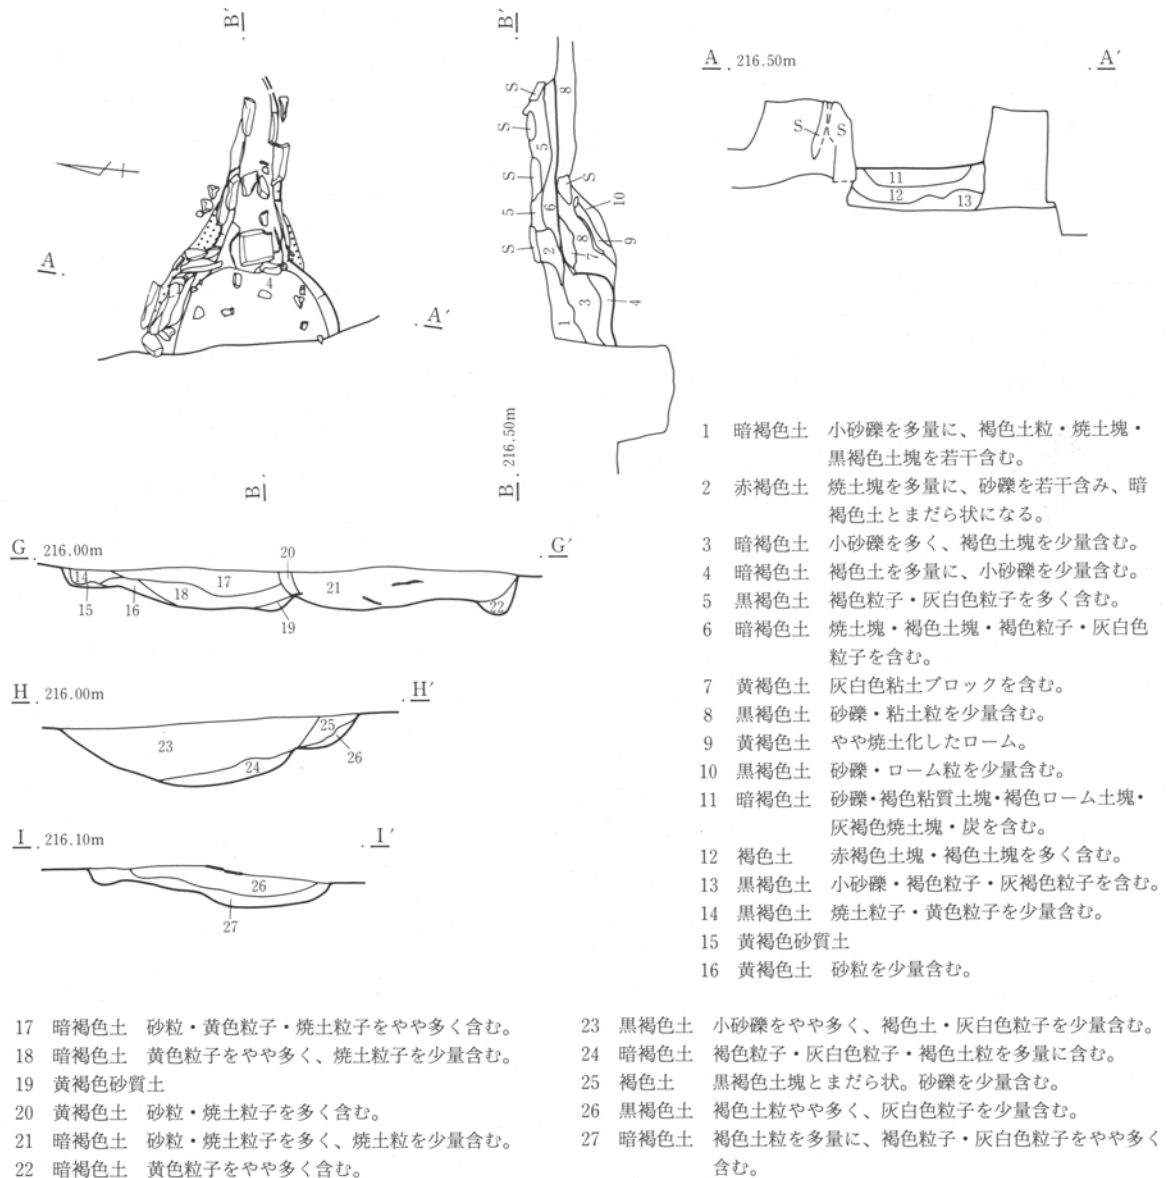 B′
B′
A . 216.50m
. A′
S
S
S
S
S
S
S
8
5
5
6
2
10
9
8
7
3
4
1
11
12
13
A .
. A′
4
B
B . 216.50m
G . 216.00m
. G′
14
15
16
17
18
19
20
21
22
H . 216.00m
. H′
23
24
25
26
I . 216.10m
. I′
26
27
1 暗褐色土 小砂礫を多量に、褐色土粒・焼土塊・
黒褐色土塊を若干含む。
2 赤褐色土 焼土塊を多量に、砂礫を若干含み、暗
褐色土とまだら状になる。
3 暗褐色土 小砂礫を多く、褐色土塊を少量含む。
4 暗褐色土 褐色土を多量に、小砂礫を少量含む。
5 黒褐色土 褐色粒子・灰白色粒子を多く含む。
6 暗褐色土 焼土塊・褐色土塊・褐色粒子・灰白色
粒子を含む。
7 黄褐色土 灰白色粘土ブロックを含む。
8 黒褐色土 砂礫・粘土粒を少量含む。
9 黄褐色土 やや焼土化したローム。
10 黒褐色土 砂礫・ローム粒を少量含む。
11 暗褐色土 砂礫・褐色粘質土塊・褐色ローム土塊・
灰褐色焼土塊・炭を含む。
12 褐色土 赤褐色土塊・褐色土塊を多く含む。
13 黒褐色土 小砂礫・褐色粒子・灰褐色粒子を含む。
14 黒褐色土 焼土粒子・黄色粒子を少量含む。
15 黄褐色砂質土
16 黄褐色土 砂粒を少量含む。
17 暗褐色土 砂粒・黄色粒子・焼土粒子をやや多く含む。
18 暗褐色土 黄色粒子をやや多く、焼土粒子を少量含む。
19 黄褐色砂質土
20 黄褐色土 砂粒・焼土粒子を多く含む。
21 暗褐色土 砂粒・焼土粒子を多く、焼土粒を少量含む。
22 暗褐色土 黄色粒子をやや多く含む。
23 黒褐色土 小砂礫をやや多く、褐色土・灰白色粒子を少量含む。
24 暗褐色土 褐色粒子・灰白色粒子・褐色土粒を多量に含む。
25 褐色土 黒褐色土塊とまだら状。砂礫を少量含む。
26 黒褐色土 褐色土粒やや多く、灰白色粒子を少量含む。
27 暗褐色土 褐色土粒を多量に、褐色粒子・灰白色粒子をやや多く
含む。